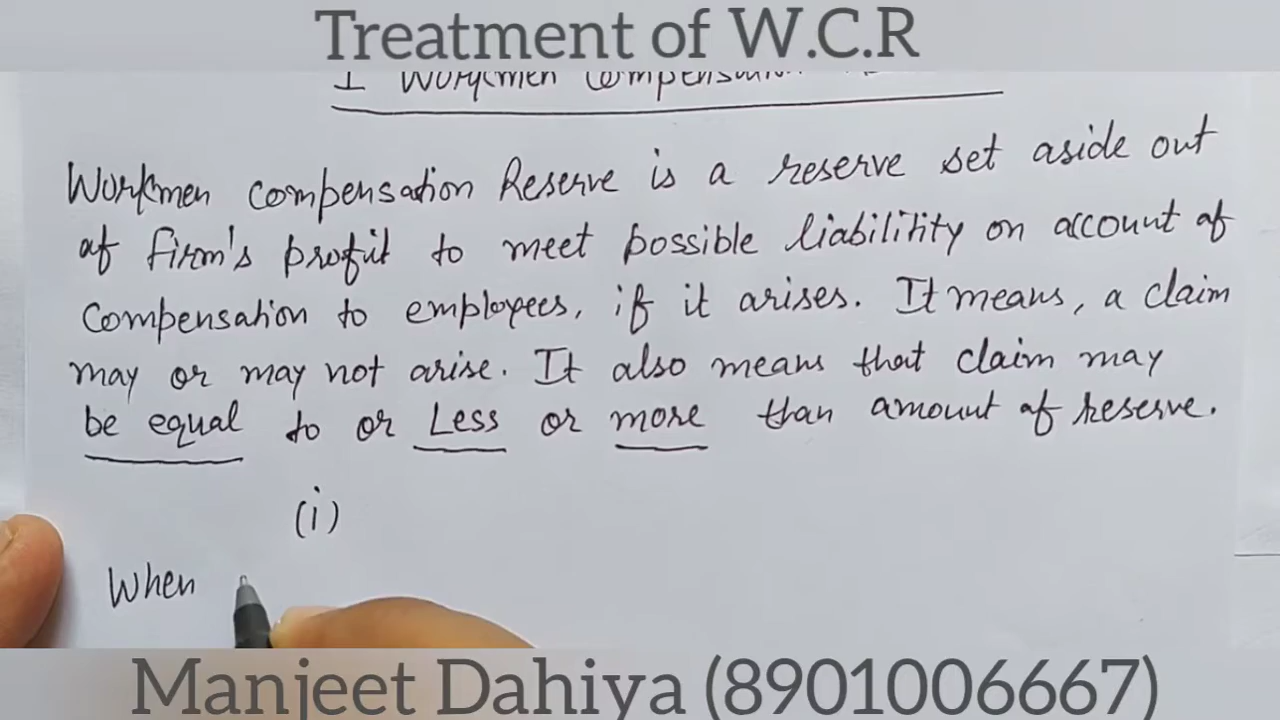 Treatment of W.C.R
Workmen Compensation
Workmen compensation Reserve is a reserve set aside out
of firm's profit to meet possible liability on account of
compensation to employees, if it arises. It means, a claim
may or may not arise. It also means that claim may
be equal to or Less or more than amount of reserve.
(i)
When
Manjeet Dahiya (8901006667)